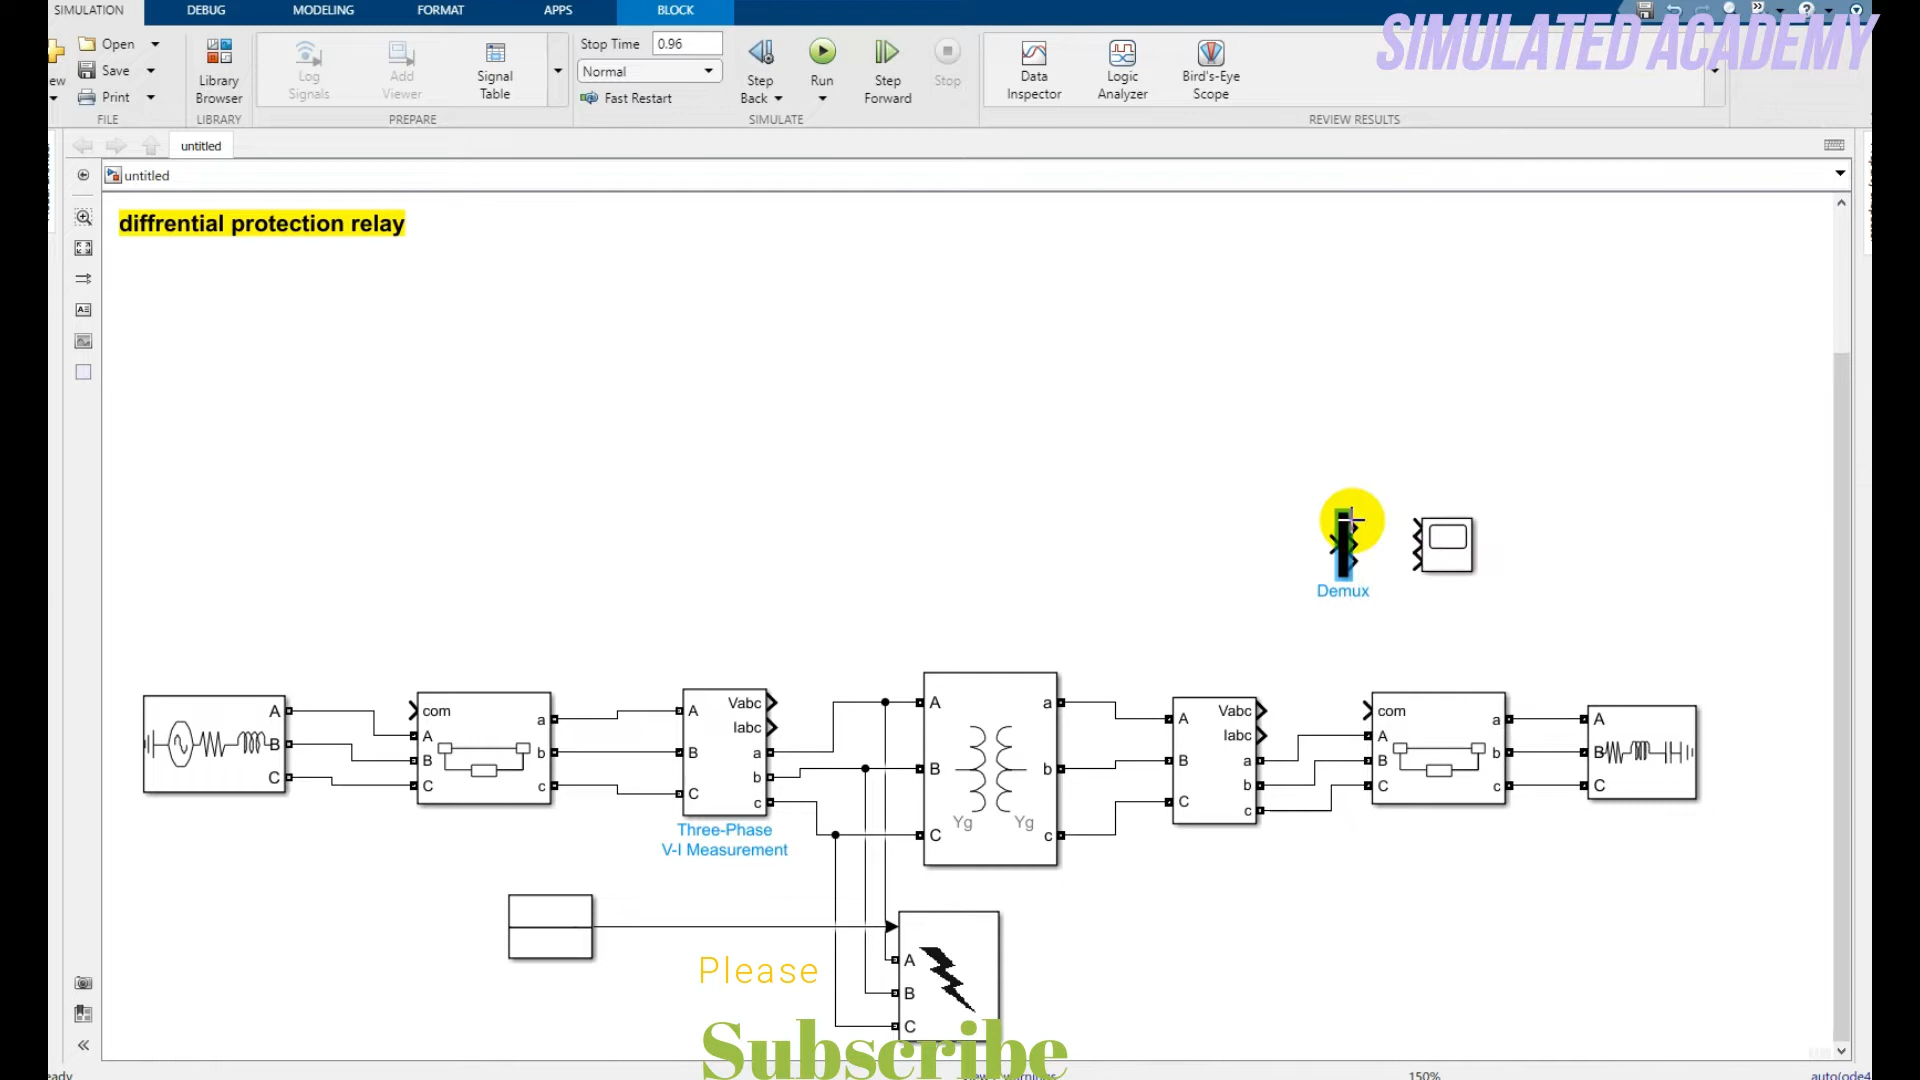 SIMULATION DEBUG MODELING FORMAT APPS BLOCK
SIMULATED ACADEMY
Open
Save
Print
FILE
Library
Browser
LIBRARY
Log
Signals
Add
Viewer
Signal
Table
PREPARE
Stop Time 0.96
Normal
Fast Restart
Step
Back
Run
Step
Forward
Stop
SIMULATE
Data
Inspector
Logic
Analyzer
Bird's-Eye
Scope
REVIEW RESULTS
untitled
untitled
diffrential protection relay
Demux
A
B
C
com
A
B
C
a
b
c
A
B
C
Vabc
Iabc
a
b
c
Three-Phase
V-I Measurement
A
B
C
a
b
c
Yg Yg
A
B
C
Vabc
Iabc
a
b
c
com
A
B
C
a
b
c
A
B
C
A
B
C
Please
Subscribe
150%
auto(ode4